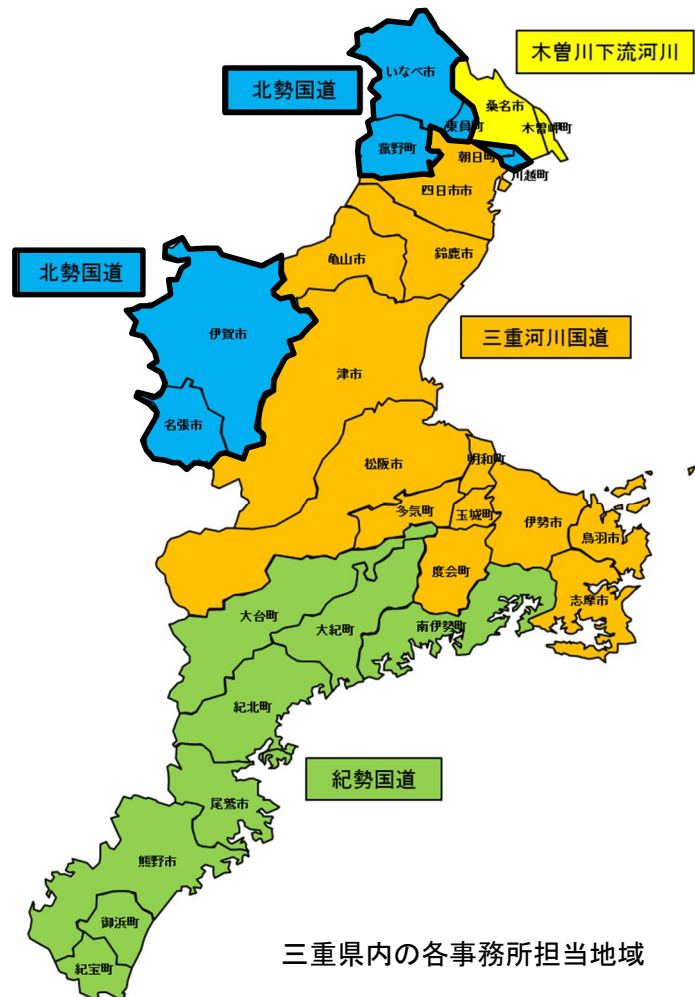 木曽川下流河川
北勢国道
いなべ市
桑名市
木曽岬町
東員町
菰野町
朝日町
川越町
四日市市
北勢国道
亀山市
鈴鹿市
伊賀市
三重河川国道
津市
名張市
松阪市
明和町
多気町
玉城町
伊勢市
鳥羽市
度会町
志摩市
大台町
大紀町
南伊勢町
紀北町
紀勢国道
尾鷲市
熊野市
御浜町
紀宝町
三重県内の各事務所担当地域